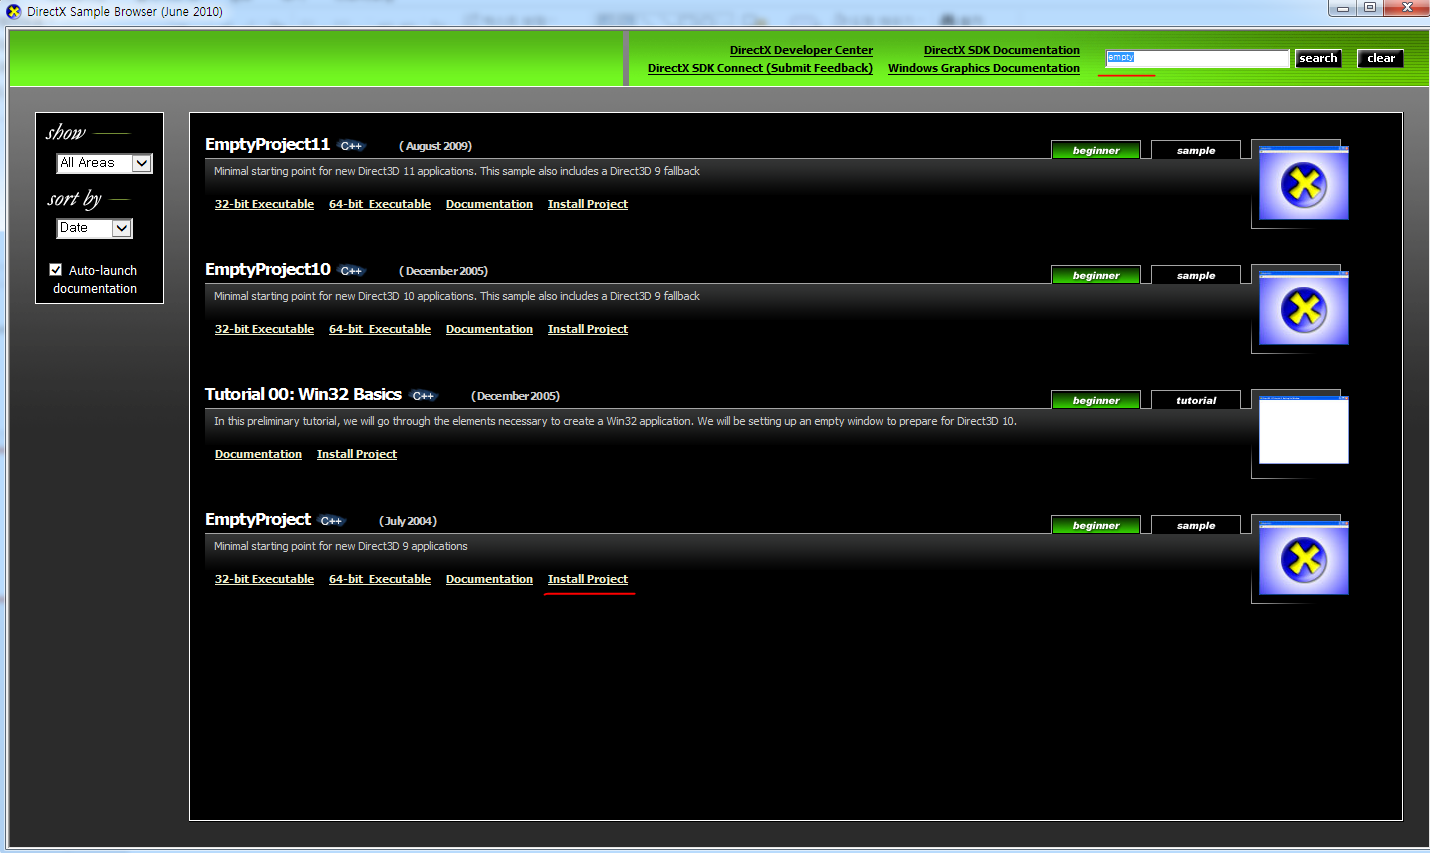 DirectX Sample Browser (June 2010)
DirectX Developer Center
DirectX SDK Documentation
DirectX SDK Connect (Submit Feedback)
Windows Graphics Documentation
empty
search
clear
show
All Areas
sort by
Date
Auto-launch
documentation
EmptyProject11 C++ ( August 2009)
beginner
sample
Minimal starting point for new Direct3D 11 applications. This sample also includes a Direct3D 9 fallback
32-bit Executable 64-bit Executable Documentation Install Project
EmptyProject10 C++ ( December 2005)
beginner
sample
Minimal starting point for new Direct3D 10 applications. This sample also includes a Direct3D 9 fallback
32-bit Executable 64-bit Executable Documentation Install Project
Tutorial 00: Win32 Basics C++ ( December 2005)
beginner
tutorial
In this preliminary tutorial, we will go through the elements necessary to create a Win32 application. We will be setting up an empty window to prepare for Direct3D 10.
Documentation Install Project
EmptyProject C++ ( July 2004)
beginner
sample
Minimal starting point for new Direct3D 9 applications
32-bit Executable 64-bit Executable Documentation Install Project